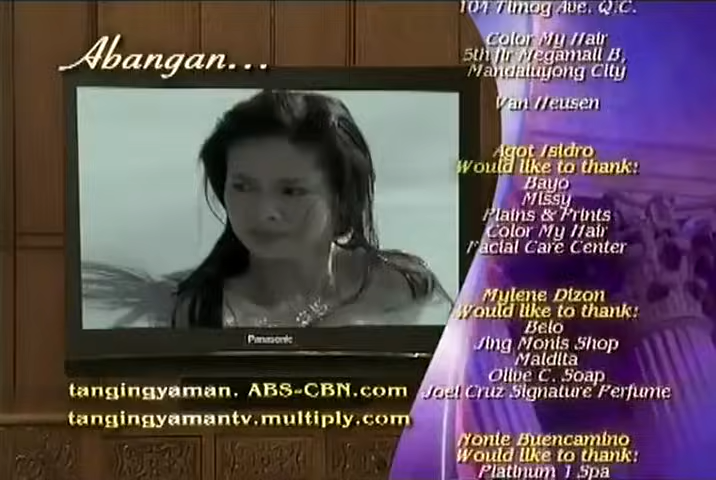 Abangan...
Panasonic
tangingyaman. ABS-CBN.com
tangingyamantv.multiply.com
104 Timog Ave. Q.C.
Color My Hair
5th flr Megamall B,
Mandaluyong City
Van Heusen
Agot Isidro
Would like to thank:
Bayo
Missy
Plains & Prints
Color My Hair
Facial Care Center
Mylene Dizon
Would like to thank:
Belo
Jing Monis Shop
Maldita
Olive C. Soap
Joel Cruz Signature Perfume
Nonie Buencamino
Would like to thank:
Platinum 1 Spa